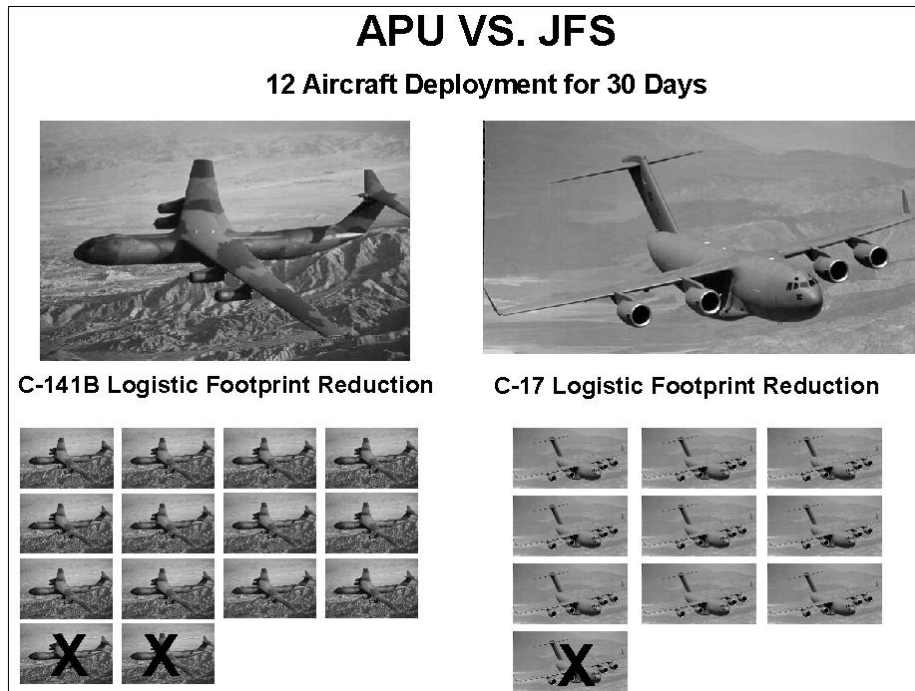 APU VS. JFS
12 Aircraft Deployment for 30 Days
C-141B Logistic Footprint Reduction
C-17 Logistic Footprint Reduction
X X
X